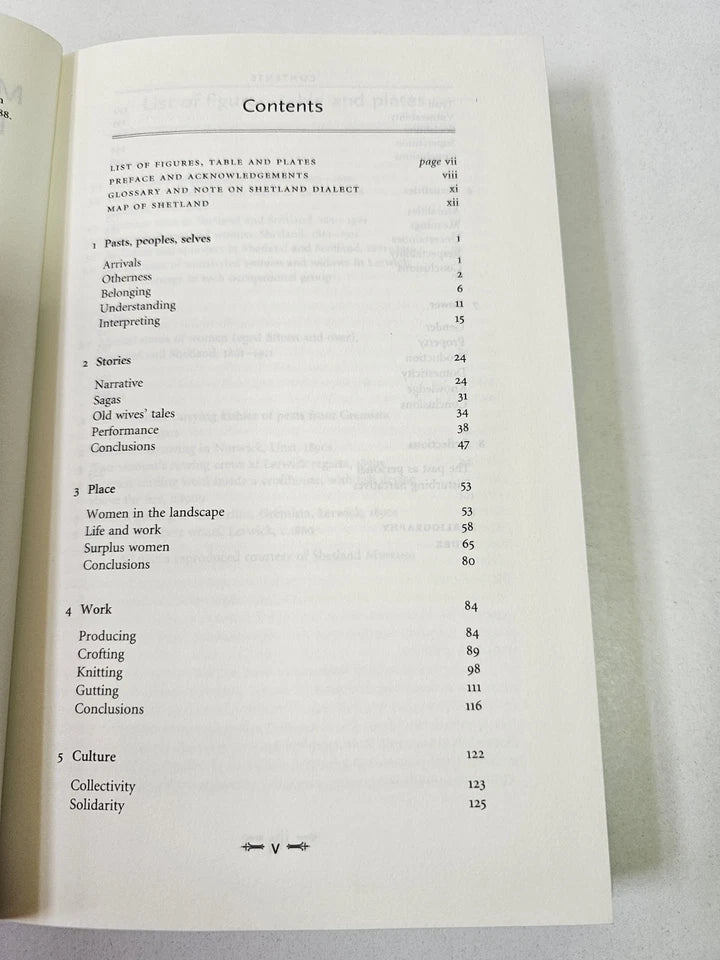 88.
Contents
LIST OF FIGURES, TABLE AND PLATES page vii
PREFACE AND ACKNOWLEDGEMENTS viii
GLOSSARY AND NOTE ON SHETLAND DIALECT xi
MAP OF SHETLAND xii
1 Pasts, peoples, selves 1
Arrivals 1
Otherness 2
Belonging 6
Understanding 11
Interpreting 15
2 Stories 24
Narrative 24
Sagas 31
Old wives' tales 34
Performance 38
Conclusions 47
3 Place 53
Women in the landscape 53
Life and work 58
Surplus women 65
Conclusions 80
4 Work 84
Producing 84
Crofting 89
Knitting 98
Gutting 111
Conclusions 116
5 Culture 122
Collectivity 123
Solidarity 125
V